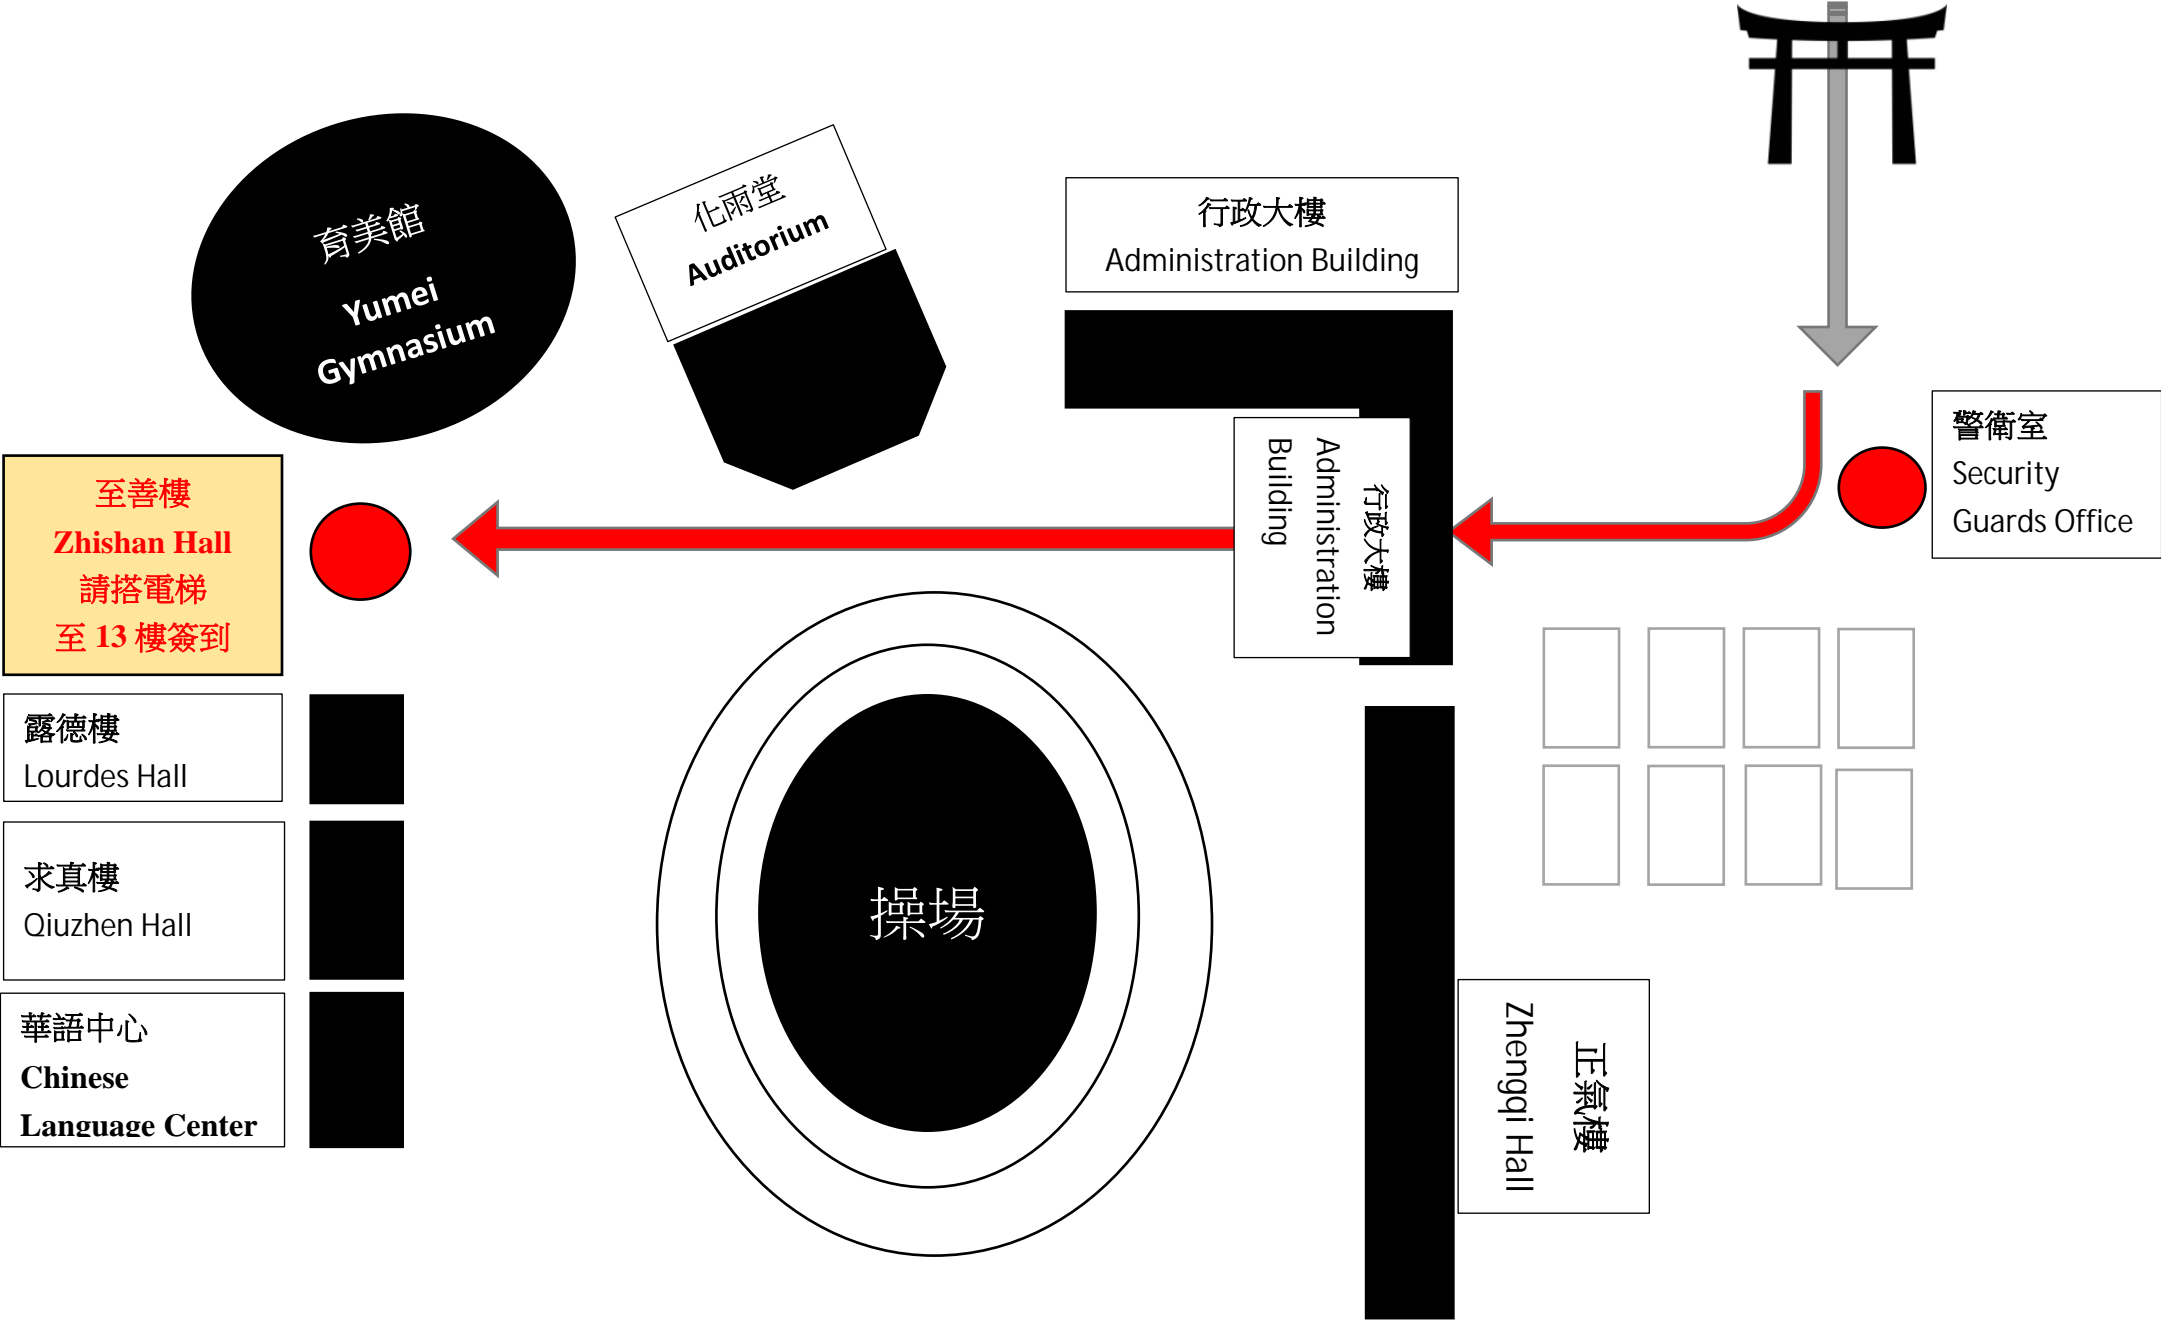 育美館
Yumei
Gymnasium
化雨堂
Auditorium
行政大樓
Administration Building
行政大樓
Administration
Building
警衛室
Security
Guards Office
至善樓
Zhishan Hall
請搭電梯
至 13 樓簽到
露德樓
Lourdes Hall
求真樓
Qiuzhen Hall
華語中心
Chinese
Language Center
操場
正氣樓
Zhengqi Hall